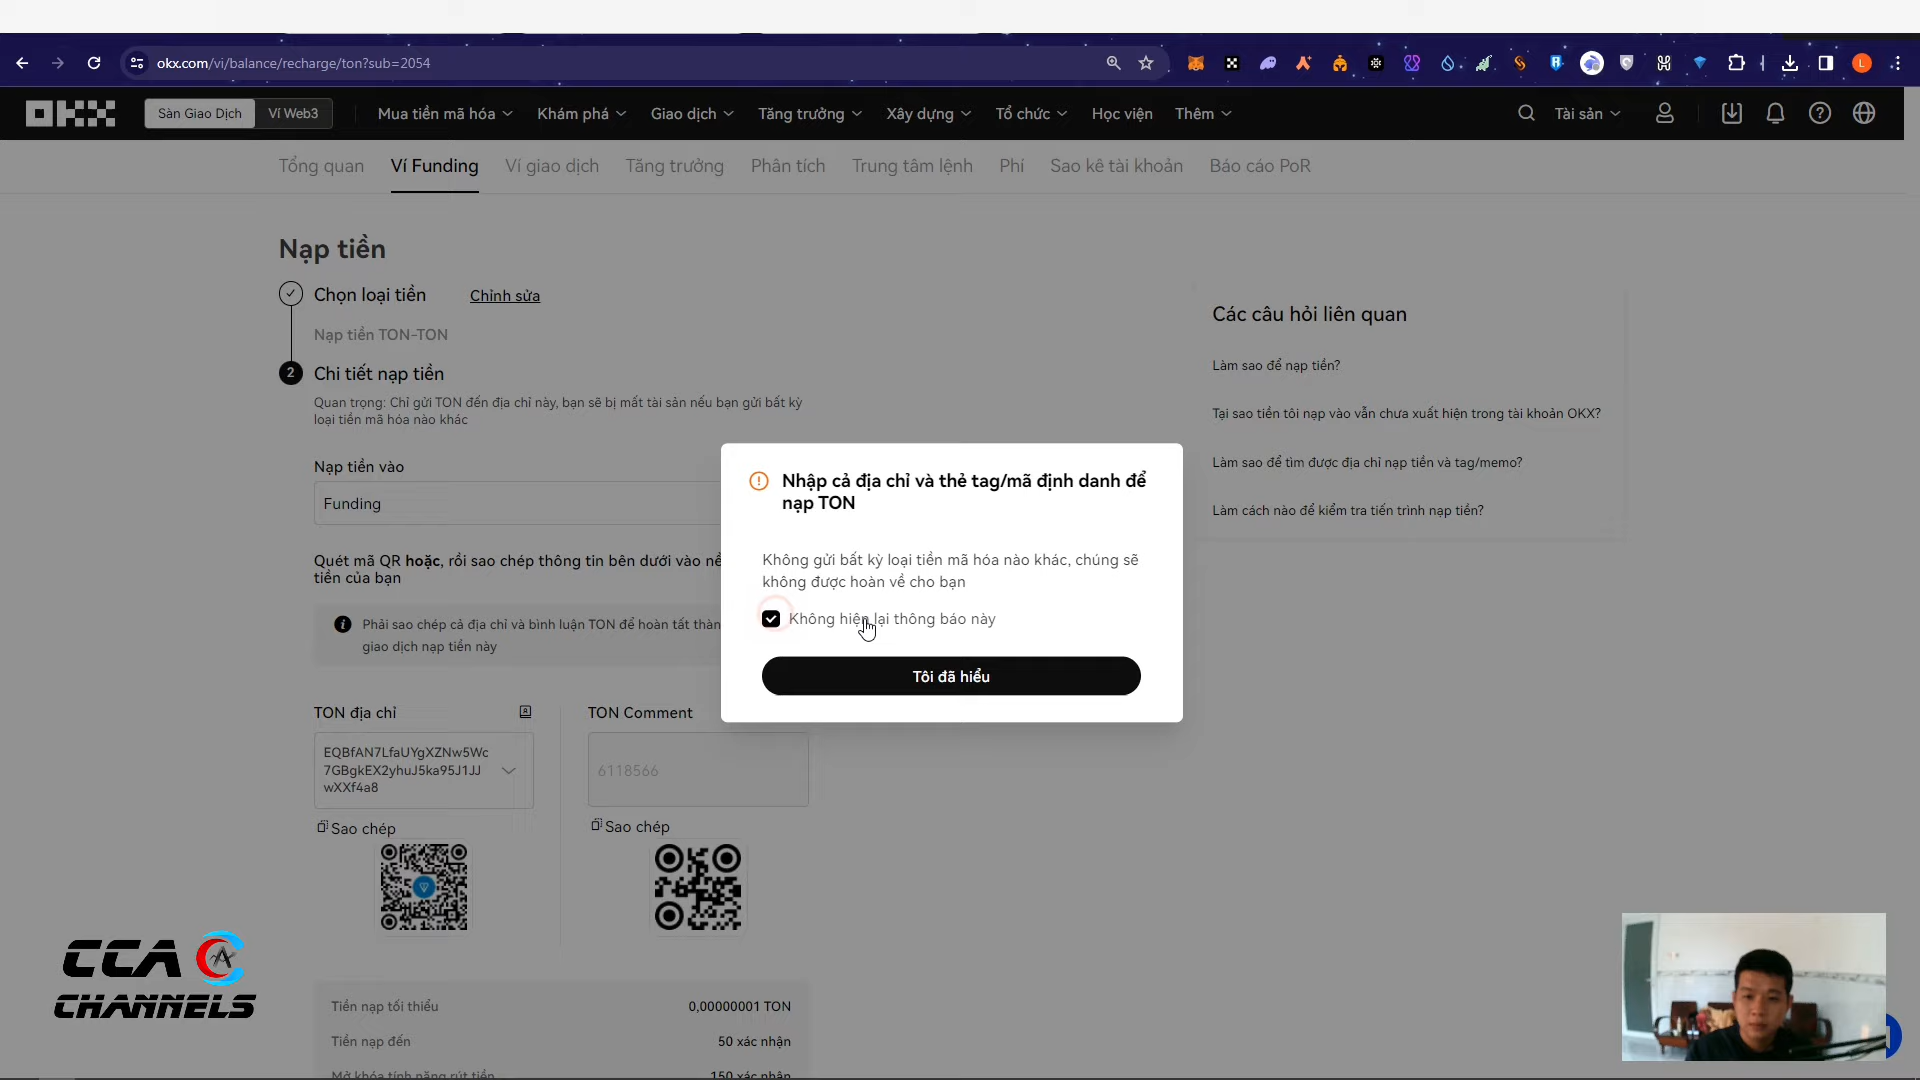 okx.com/vi/balance/recharge/ton?sub=2054
L
OKX
Sàn Giao Dịch
Ví Web3
Mua tiền mã hóa
Khám phá
Giao dịch
Tăng trưởng
Xây dựng
Tổ chức
Học viện
Thêm
Tài sản
Tổng quan
Ví Funding
Ví giao dịch
Tăng trưởng
Phân tích
Trung tâm lệnh
Phí
Sao kê tài khoản
Báo cáo PoR
Nạp tiền
Chọn loại tiền
Chỉnh sửa
Nạp tiền TON-TON
2
Chi tiết nạp tiền
Quan trọng: Chỉ gửi TON đến địa chỉ này, bạn sẽ bị mất tài sản nếu bạn gửi bất kỳ
loại tiền mã hóa nào khác
Nạp tiền vào
Funding
Quét mã QR hoặc, rồi sao chép thông tin bên dưới vào
tiền của bạn
Phải sao chép cả địa chỉ và bình luận TON để hoàn tất thành
giao dịch nạp tiền này
TON địa chỉ
EQBfAN7LfaUYgXZNw5Wc
7GBgkEX2yhuJ5ka95J1JJ
wXXf4a8
Sao chép
TON Comment
6118566
Sao chép
Tiền nạp tối thiểu
0,00000001 TON
Tiền nạp đến
50 xác nhận
Mở khóa tính năng rút tiền
150 xác nhận
Nhập cả địa chỉ và thẻ tag/mã định danh để
nạp TON
Không gửi bất kỳ loại tiền mã hóa nào khác, chúng sẽ
không được hoàn về cho bạn
Không hiện lại thông báo này
Tôi đã hiểu
Các câu hỏi liên quan
Làm sao để nạp tiền?
Tại sao tiền tôi nạp vào vẫn chưa xuất hiện trong tài khoản OKX?
Làm sao để tìm được địa chỉ nạp tiền và tag/memo?
Làm cách nào để kiểm tra tiến trình nạp tiền?
CCA
CHANNELS